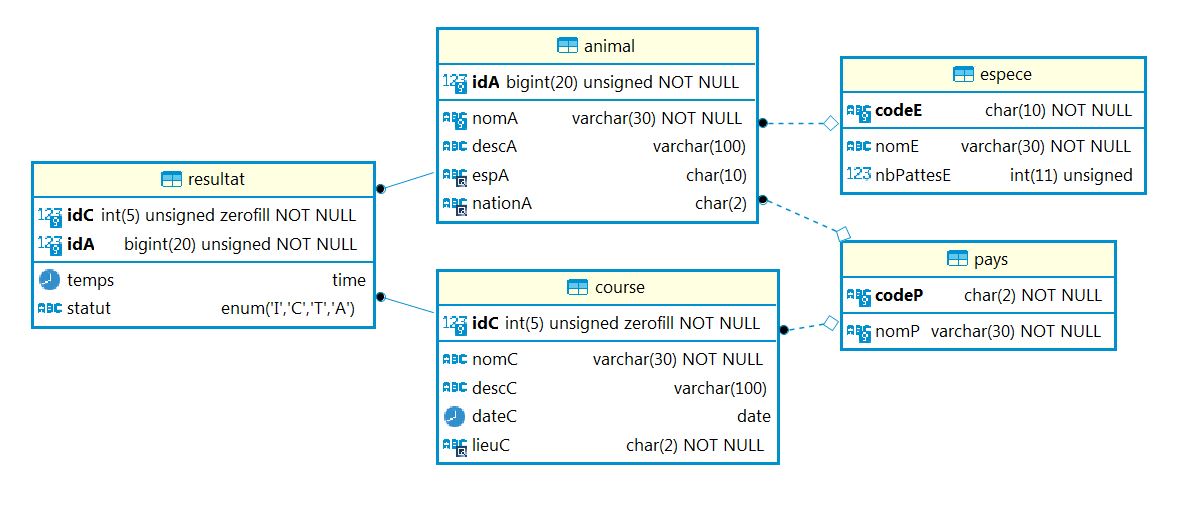 animal
idA bigint(20) unsigned NOT NULL
nomA varchar(30) NOT NULL
descA varchar(100)
espA char(10)
nationA char(2)
espece
codeE char(10) NOT NULL
nomE varchar(30) NOT NULL
nbPattesE int(11) unsigned
resultat
idC int(5) unsigned zerofill NOT NULL
idA bigint(20) unsigned NOT NULL
temps time
statut enum('I','C','T','A')
course
idC int(5) unsigned zerofill NOT NULL
nomC varchar(30) NOT NULL
descC varchar(100)
dateC date
lieuC char(2) NOT NULL
pays
codeP char(2) NOT NULL
nomP varchar(30) NOT NULL